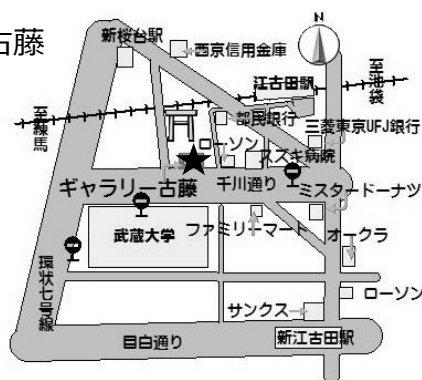 古藤
N
新桜台駅
西京信用金庫
至池袋
江古田駅
至練馬
都民銀行
三菱東京UFJ銀行
ローソン
スズキ病院
ギャラリー古藤
千川通り
ミスタードーナツ
武蔵大学
ファミリーマート
オークラ
環状七号線
ローソン
サンクス
目白通り
新江古田駅